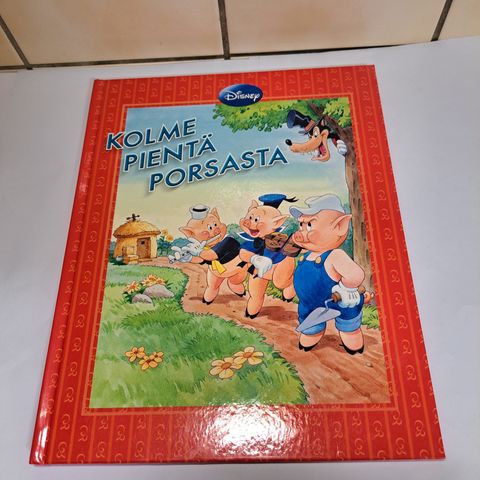 Disney
KOLME
PIENTÄ
PORSASTA